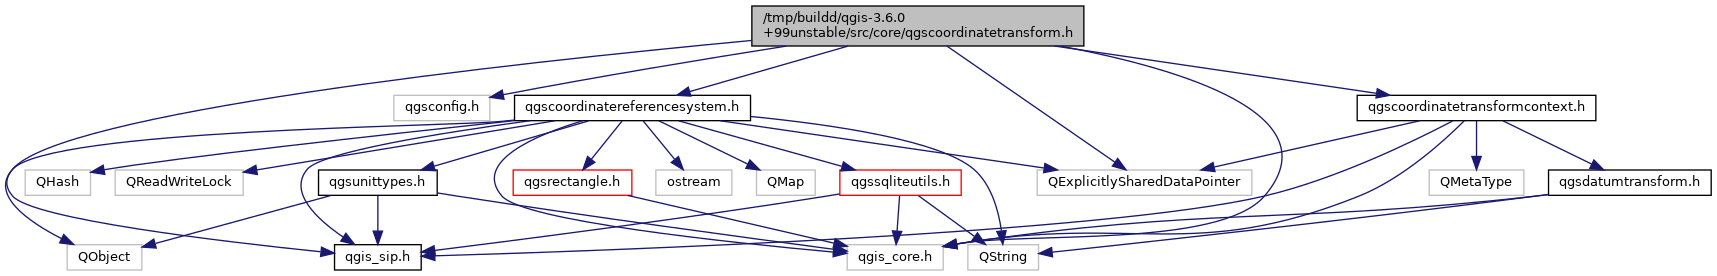 /tmp/buildd/qgis-3.6.0
+99unstable/src/core/qgscoordinatetransform.h
qgsconfig.h
qgscoordinatereferencesystem.h
qgscoordinatetransformcontext.h
QHash
QReadWriteLock
qgsunittypes.h
qgsrectangle.h
ostream
QMap
qgssqliteutils.h
QExplicitlySharedDataPointer
QMetaType
qgsdatumtransform.h
QObject
qgis_sip.h
qgis_core.h
QString